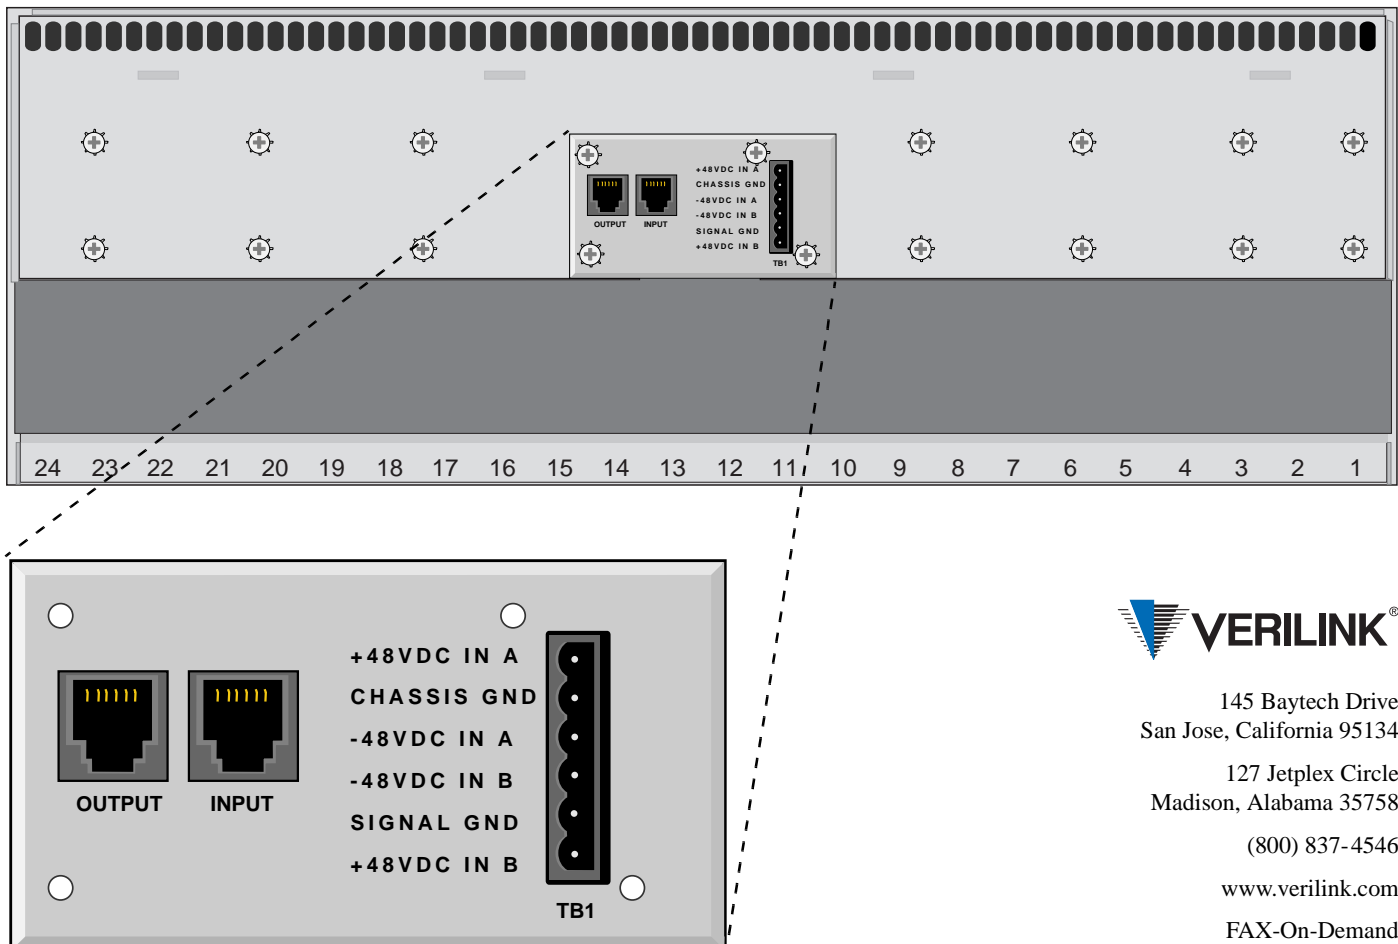 +48VDC IN A
CHASSIS GND
-48VDC IN A
-48VDC IN B
SIGNAL GND
+48VDC IN B
OUTPUT INPUT
TB1
24 23 22 21 20 19 18 17 16 15 14 13 12 11 10 9 8 7 6 5 4 3 2 1
+48VDC IN A
CHASSIS GND
-48VDC IN A
-48VDC IN B
SIGNAL GND
+48VDC IN B
OUTPUT INPUT
TB1
VERILINK®
145 Baytech Drive
San Jose, California 95134
127 Jetplex Circle
Madison, Alabama 35758
(800) 837-4546
www.verilink.com
FAX-On-Demand